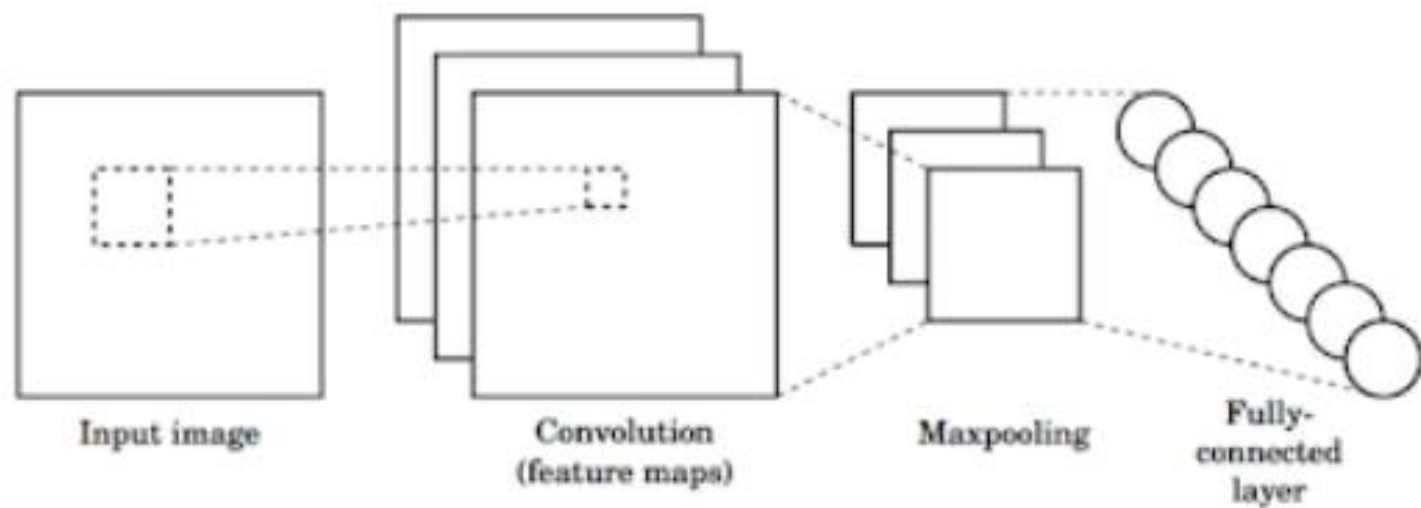 Input image
Convolution
(feature maps)
Maxpooling
Fully-
connected
layer